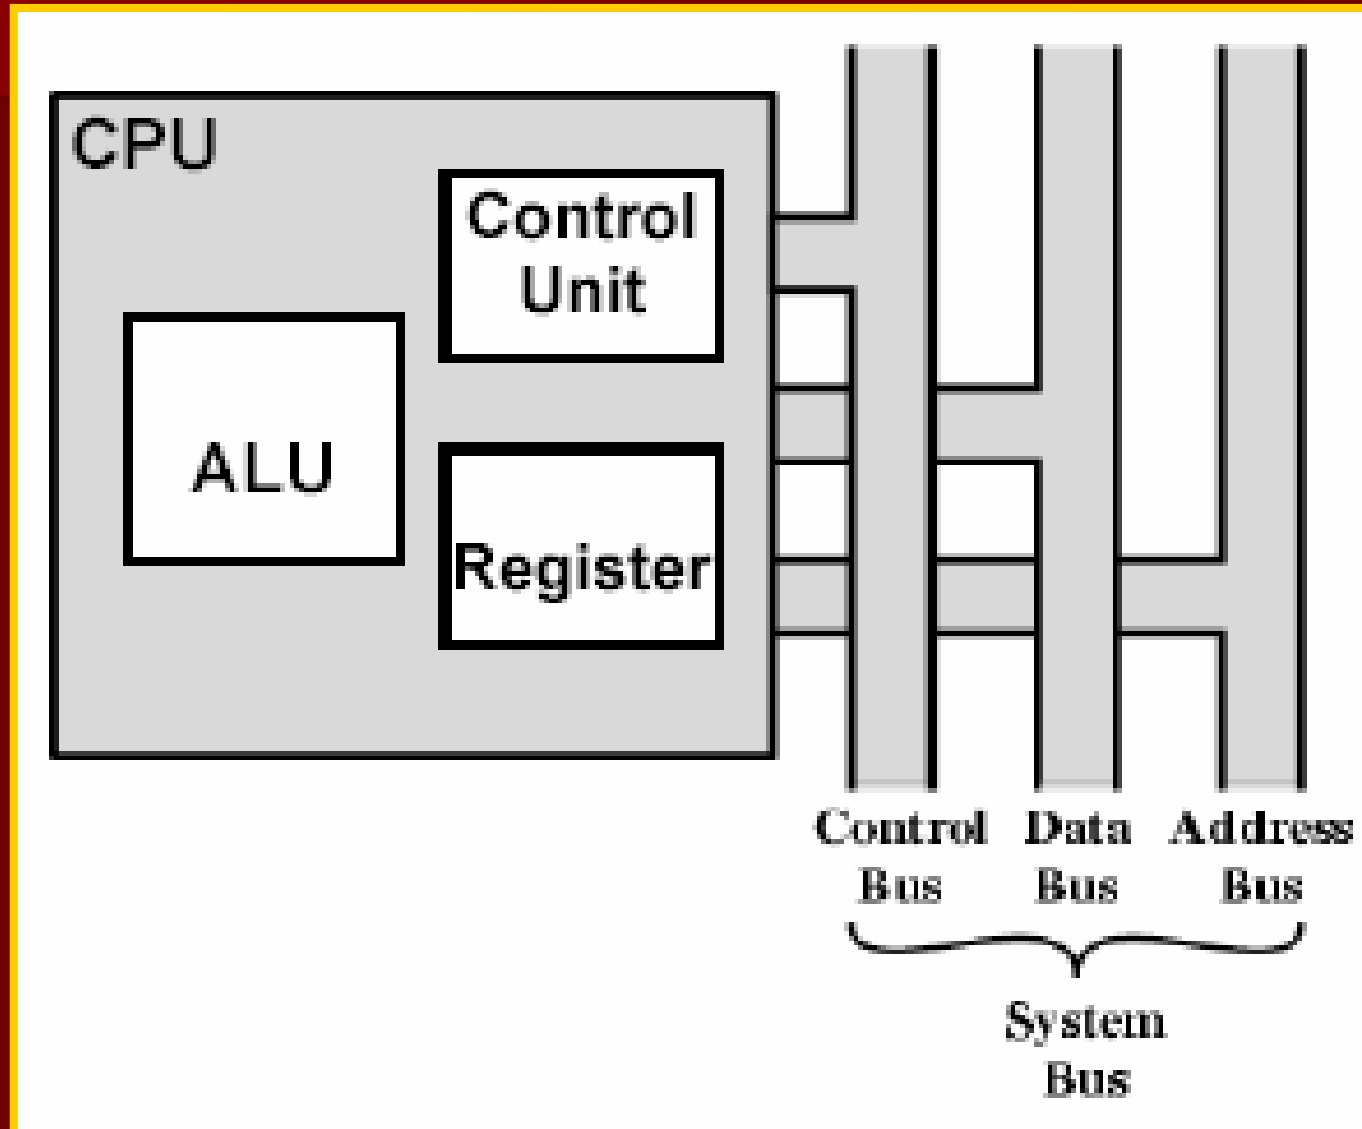 CPU
Control
Unit
ALU
Register
Control Data Address
Bus Bus Bus
System
Bus